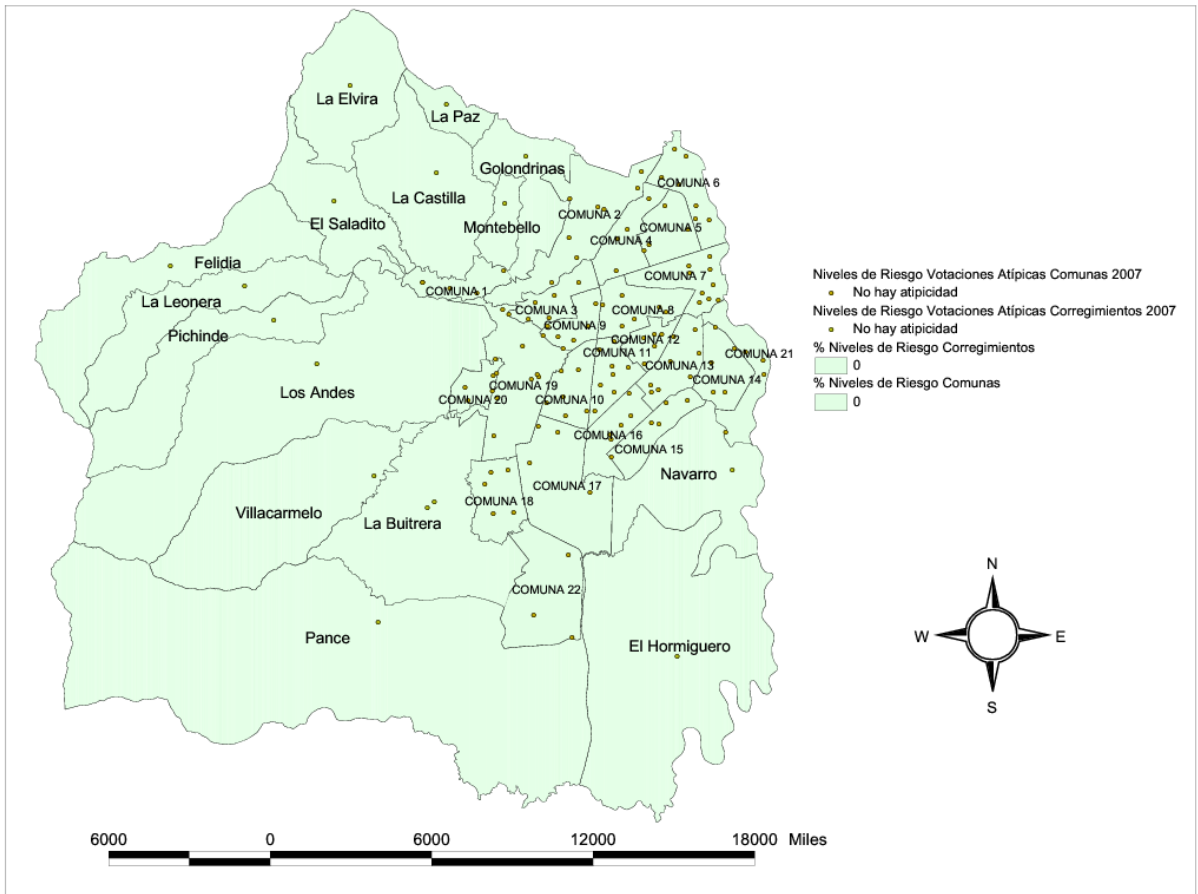 La Elvira
La Paz
Golondrinas
COMUNA 6
La Castilla
COMUNA 2
El Saladito
Montebello
COMUNA 5
COMUNA 4
Felidia
COMUNA 7
La Leonera
COMUNA 1
COMUNA 3
COMUNA 8
Pichinde
COMUNA 9
COMUNA 12
COMUNA 11
COMUNA 21
COMUNA 13
COMUNA 14
Los Andes
COMUNA 19
COMUNA 20
COMUNA 10
COMUNA 16
COMUNA 15
Navarro
COMUNA 17
COMUNA 18
Villacarmelo
La Buitrera
COMUNA 22
Pance
El Hormiguero
Niveles de Riesgo Votaciones Atípicas Comunas 2007
No hay atipicidad
Niveles de Riesgo Votaciones Atípicas Corregimientos 2007
No hay atipicidad
% Niveles de Riesgo Corregimientos
0
% Niveles de Riesgo Comunas
0
N
W
E
S
6000 0 6000 12000 18000 Miles